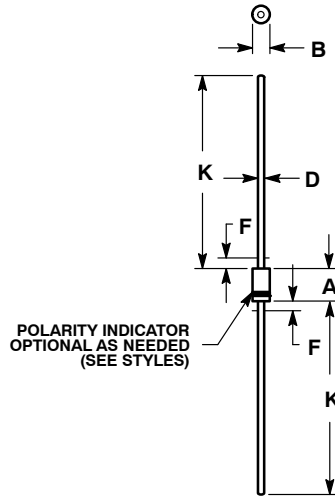 B
K
D
F
A
POLARITY INDICATOR
OPTIONAL AS NEEDED
(SEE STYLES)
F
K